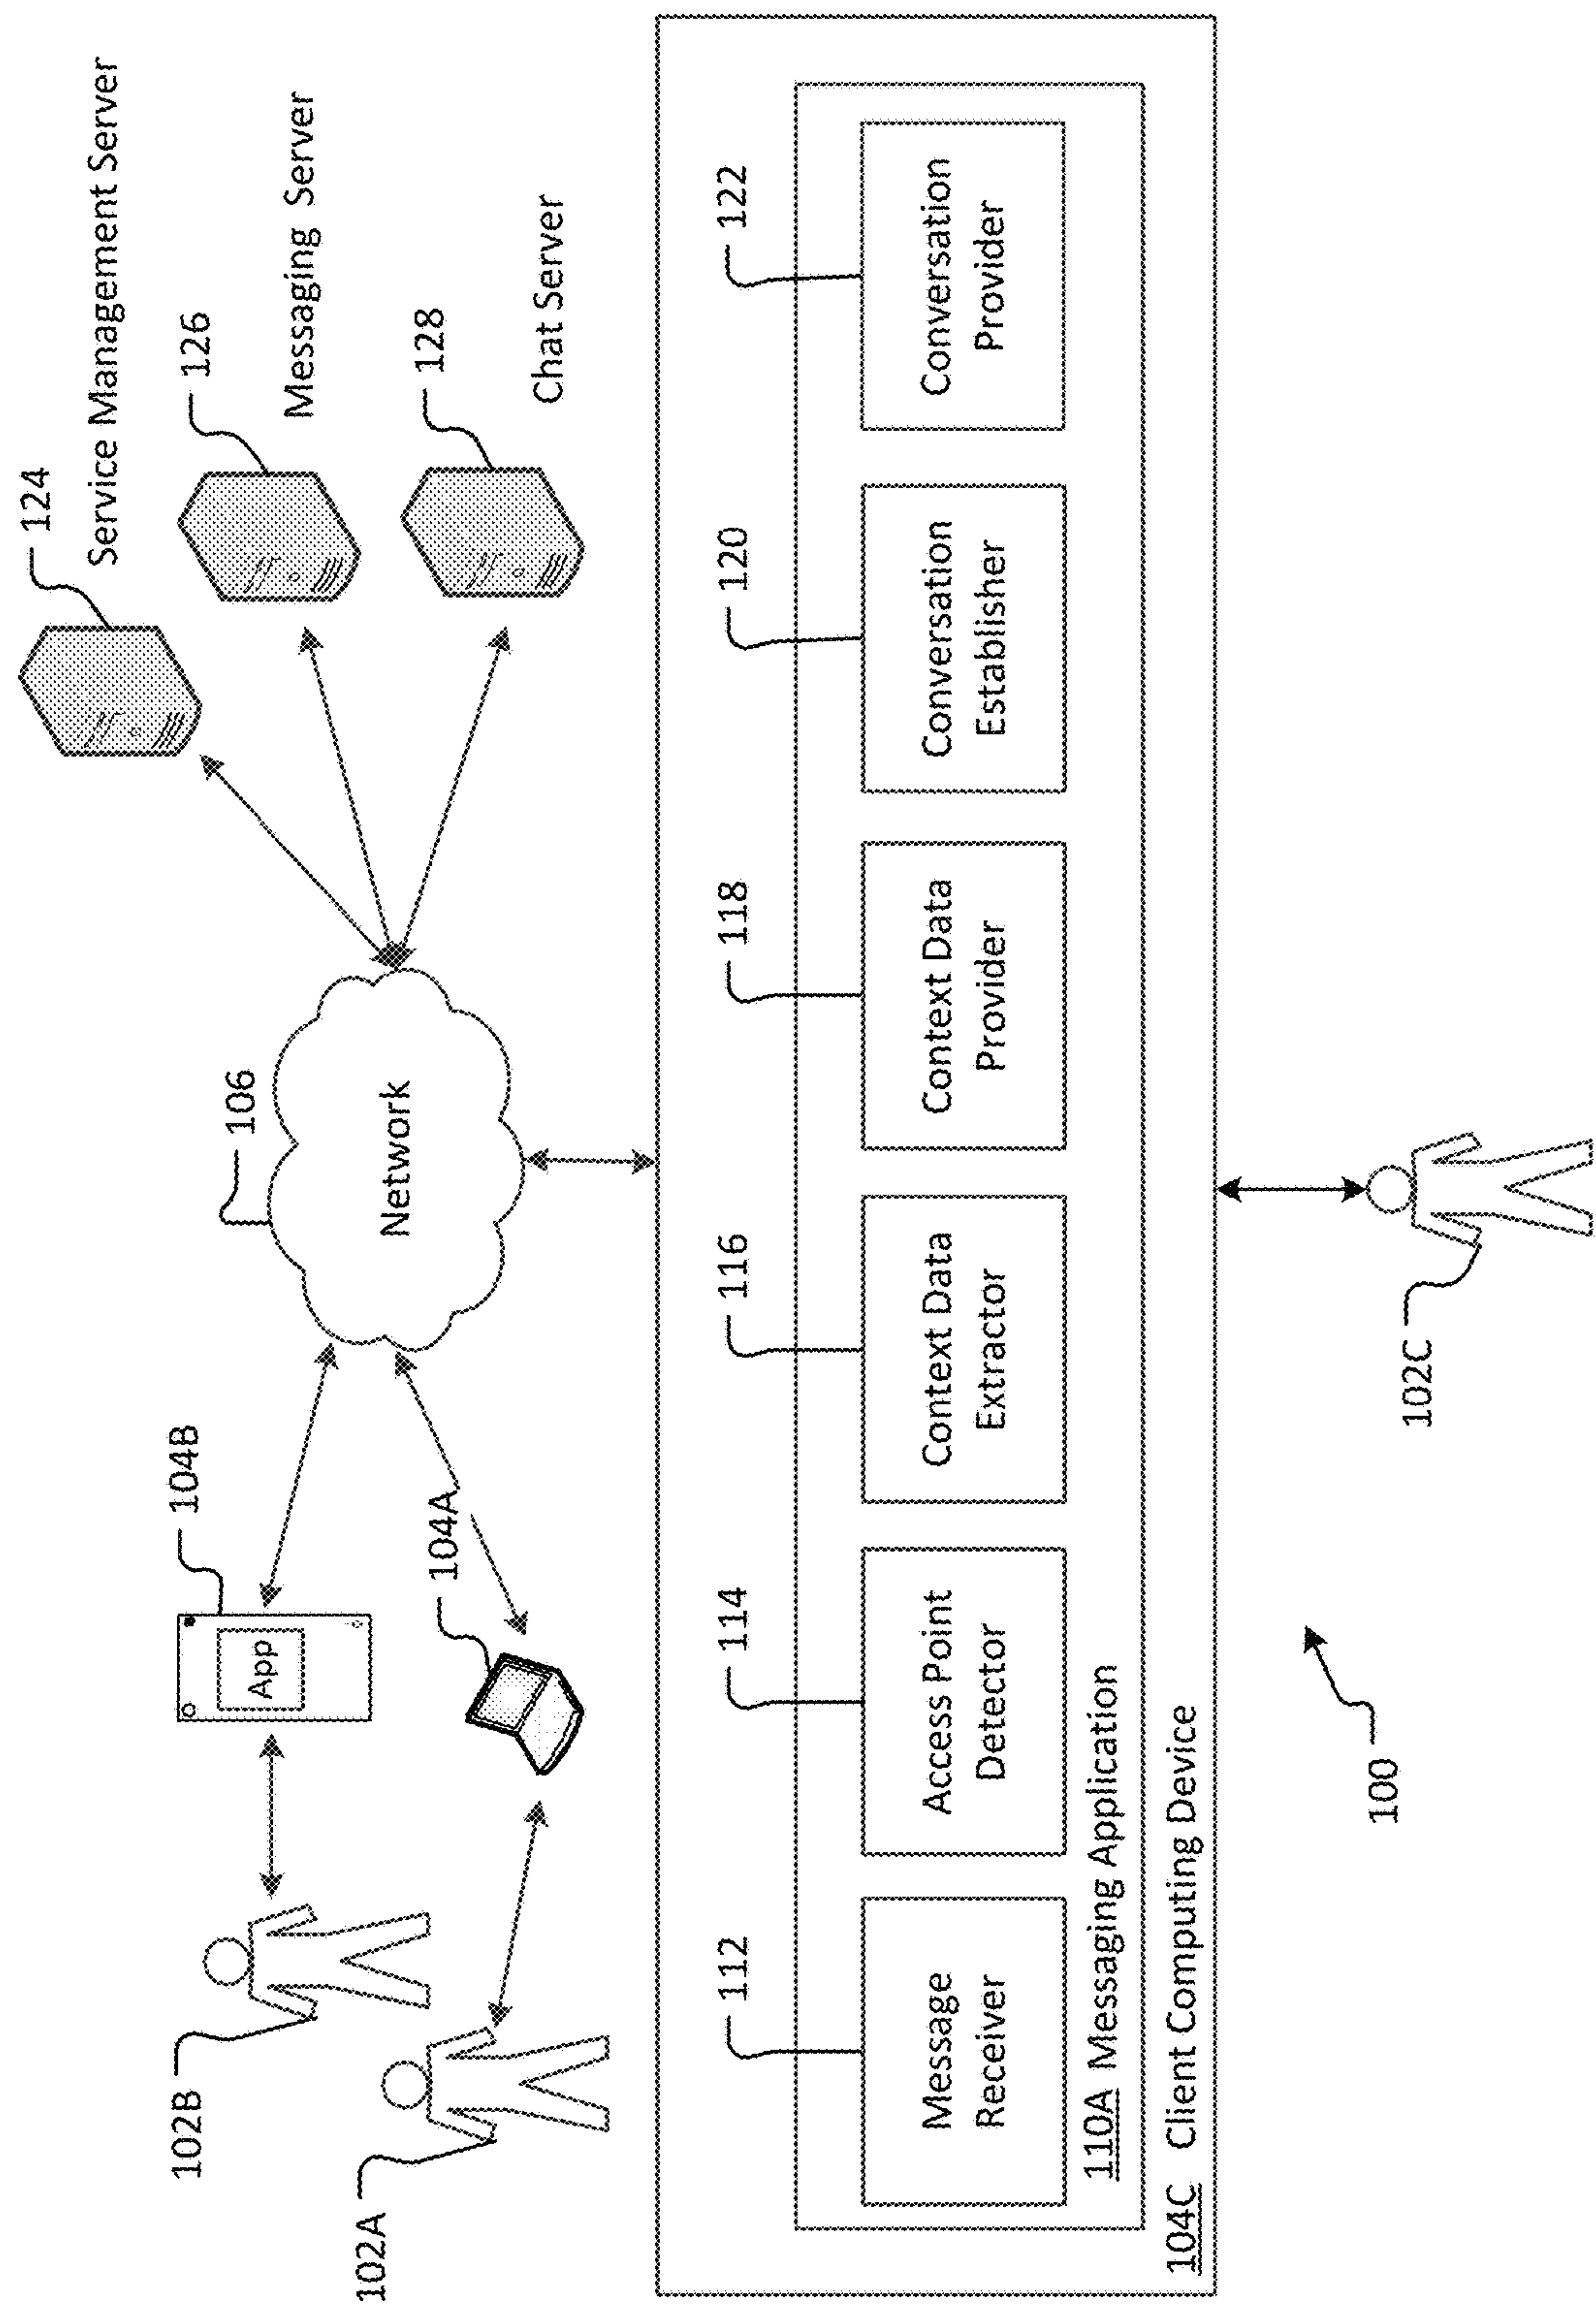 124
Service Management Server
126
Messaging Server
128
Chat Server
106
Network
104B
App
104A
102B
102A
112
Message
Receiver
114
Access Point
Detector
116
Context Data
Extractor
118
Context Data
Provider
120
Conversation
Establisher
122
Conversation
Provider
110A Messaging Application
104C Client Computing Device
102C
100